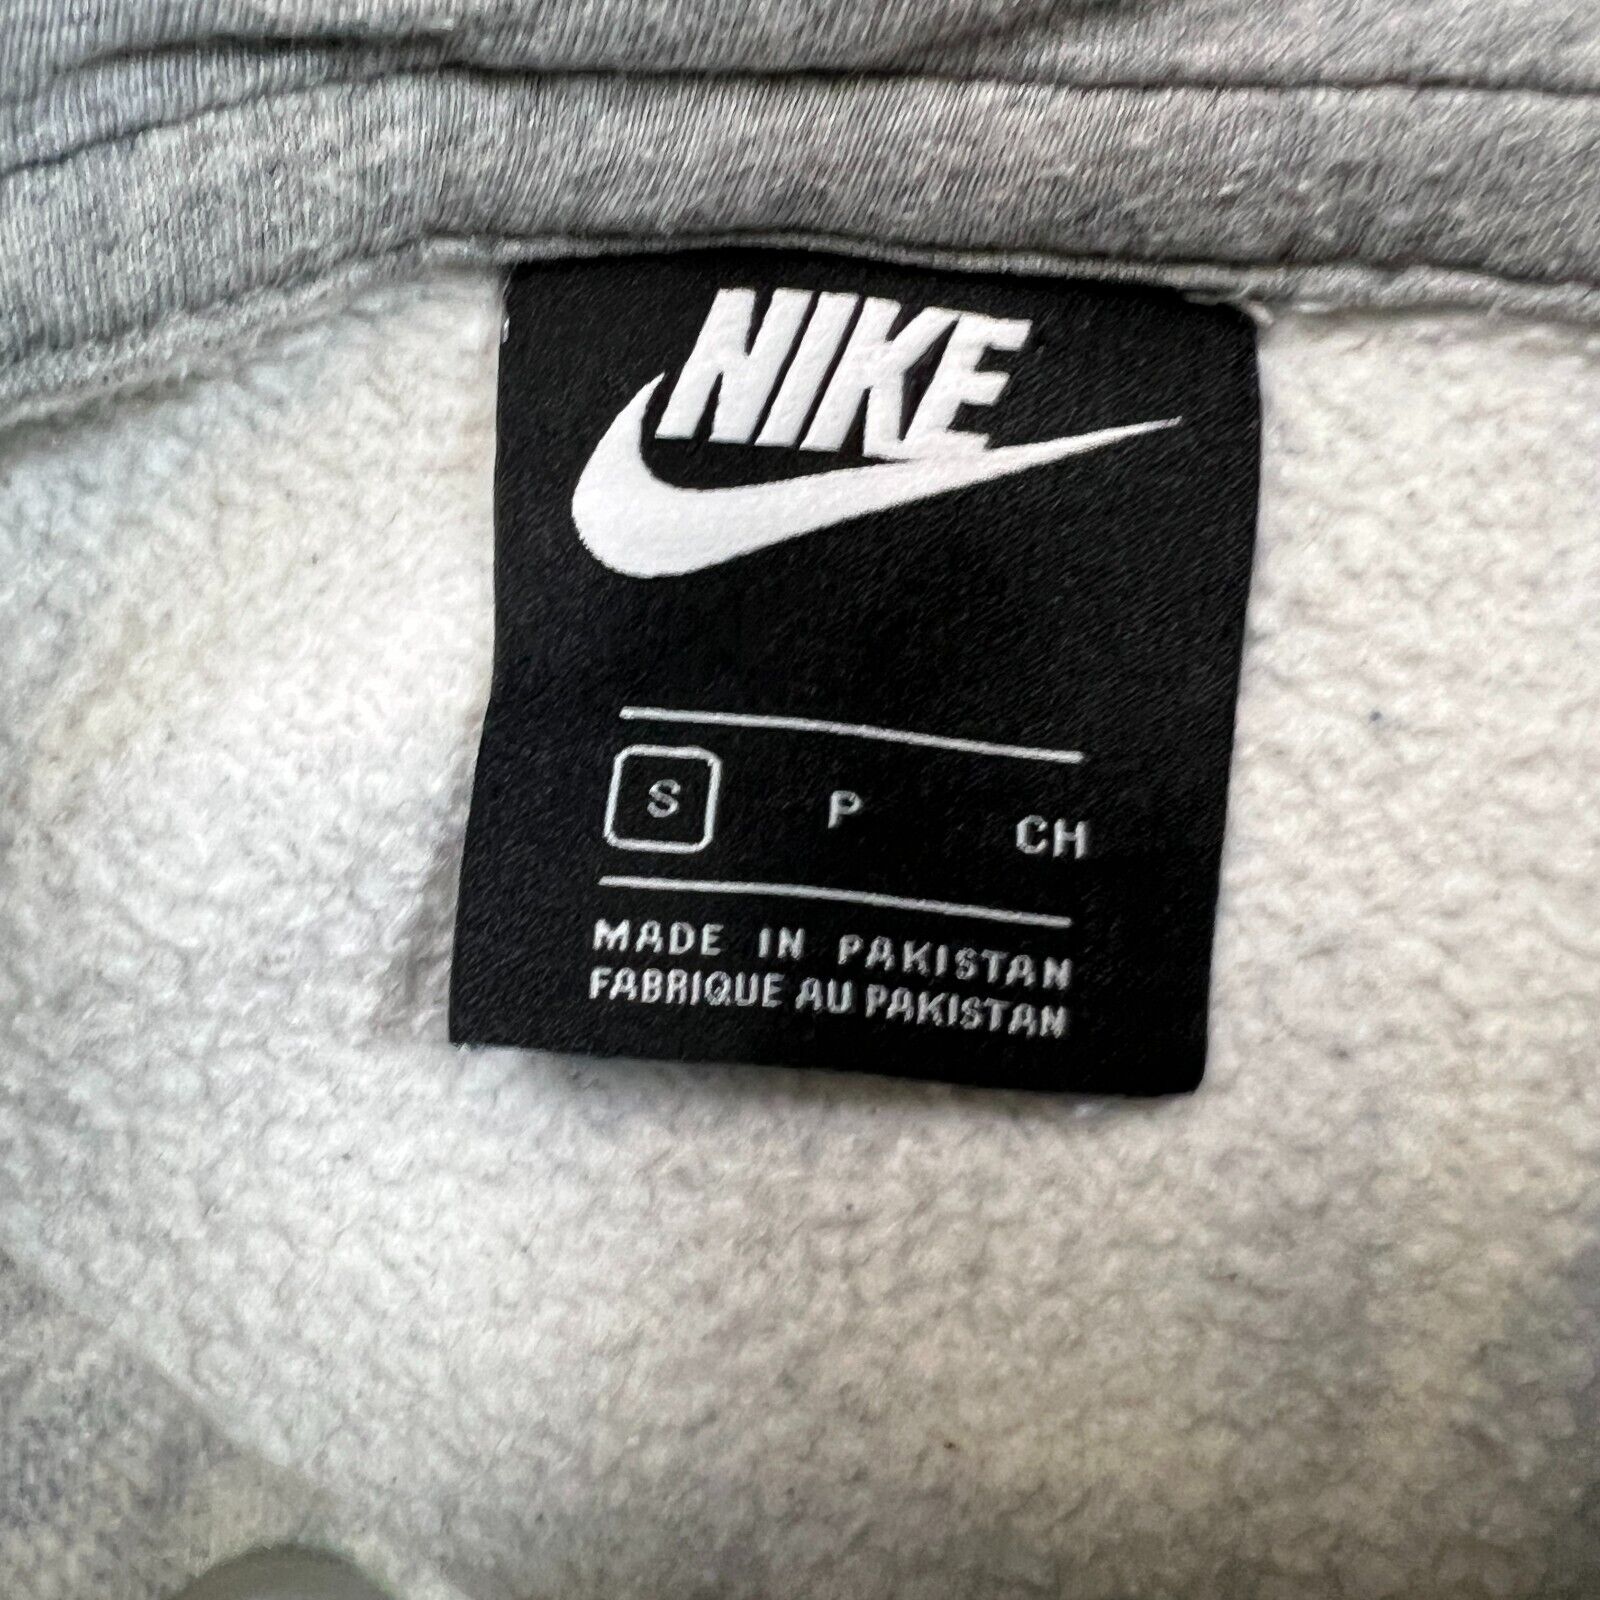 NIKE
S P CH
MADE IN PAKISTAN
FABRIQUE AU PAKISTAN